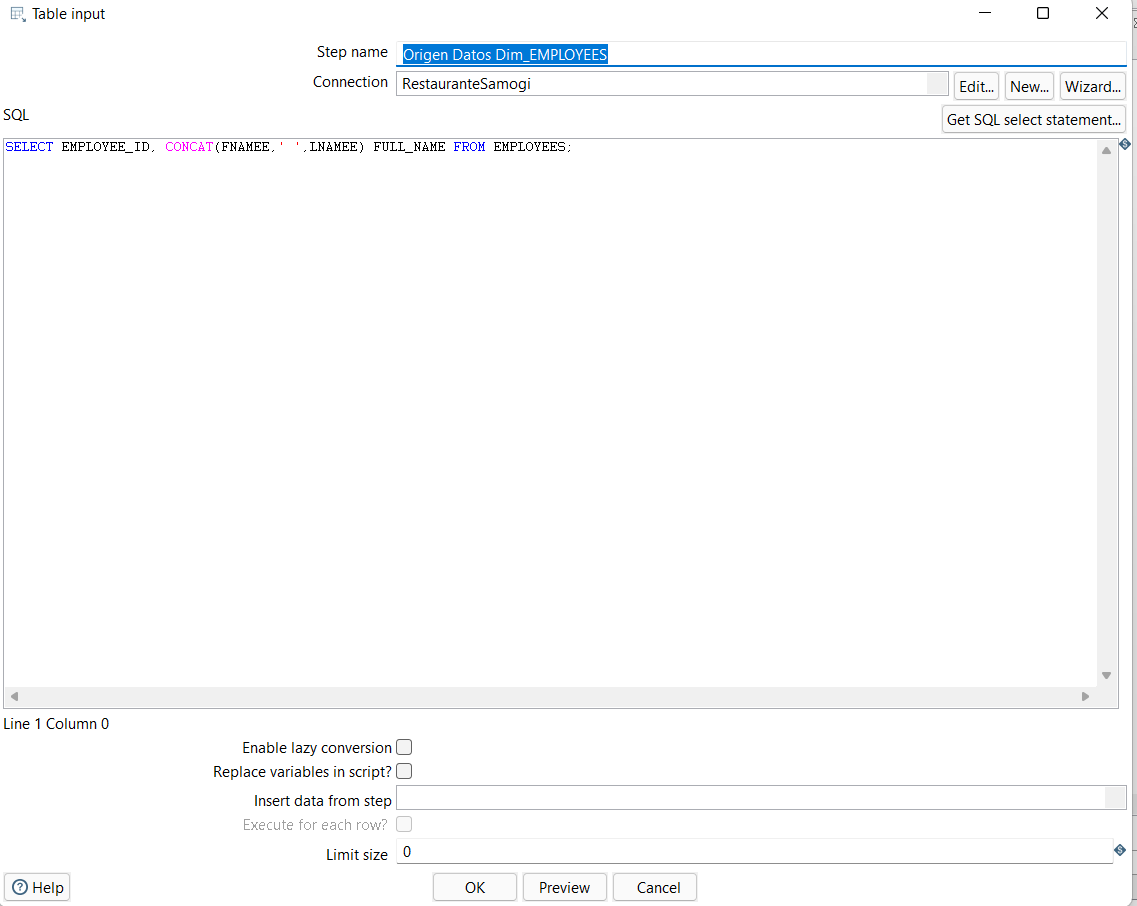 Table input
Step name Origen Datos Dim_EMPLOYEES
Connection RestauranteSamogi Edit... New... Wizard...
SQL Get SQL select statement...
SELECT EMPLOYEE_ID, CONCAT(FNAMEE,' ',LNAMEE) FULL_NAME FROM EMPLOYEES;
Line 1 Column 0
Enable lazy conversion
Replace variables in script?
Insert data from step
Execute for each row?
Limit size 0
Help OK Preview Cancel